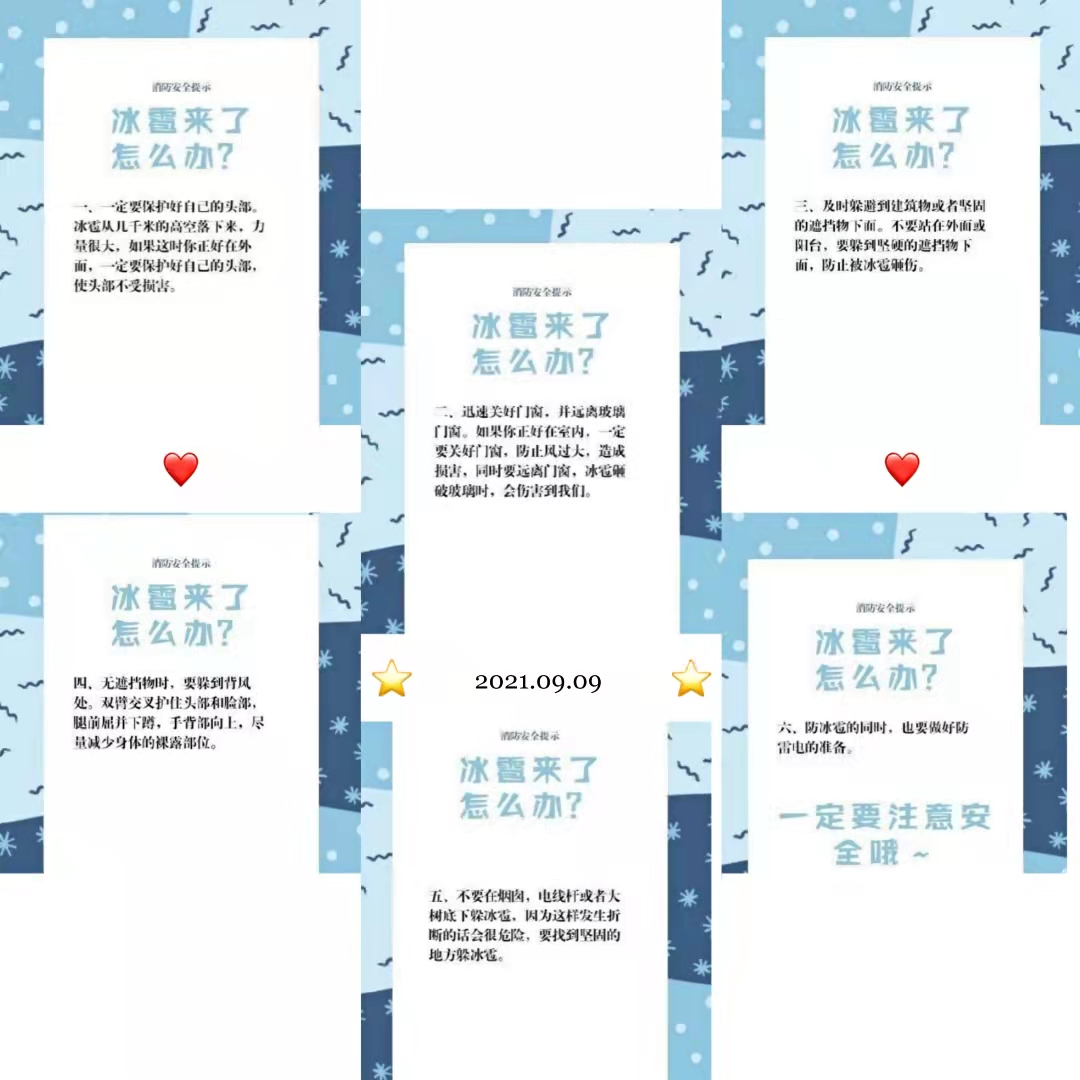 消防安全提示
冰雹来了
怎么办？
一、一定要保护好自己的头部。
冰雹从几千米的高空落下来，力
量很大，如果这时你正好在外
面，一定要保护好自己的头部，
使头部不受损害。
消防安全提示
冰雹来了
怎么办？
二、迅速关好门窗，并远离玻璃
门窗。如果你正好在室内，一定
要关好门窗，防止风过大，造成
损害，同时要远离门窗，冰雹砸
破玻璃时，会伤害到我们。
消防安全提示
冰雹来了
怎么办？
三、及时躲避到建筑物或者坚固
的遮挡物下面。不要站在外面或
阳台，要躲到坚硬的遮挡物下
面，防止被冰雹砸伤。
消防安全提示
冰雹来了
怎么办？
四、无遮挡物时，要躲到背风
处。双臂交叉护住头部和脸部，
腿前屈并下蹲，手背部向上，尽
量减少身体的裸露部位。
2021.09.09
消防安全提示
冰雹来了
怎么办？
五、不要在烟囱，电线杆或者大
树底下躲冰雹，因为这样发生折
断的话会很危险，要找到坚固的
地方躲冰雹。
消防安全提示
冰雹来了
怎么办？
六、防冰雹的同时，也要做好防
雷电的准备。
一定要注意安
全哦～